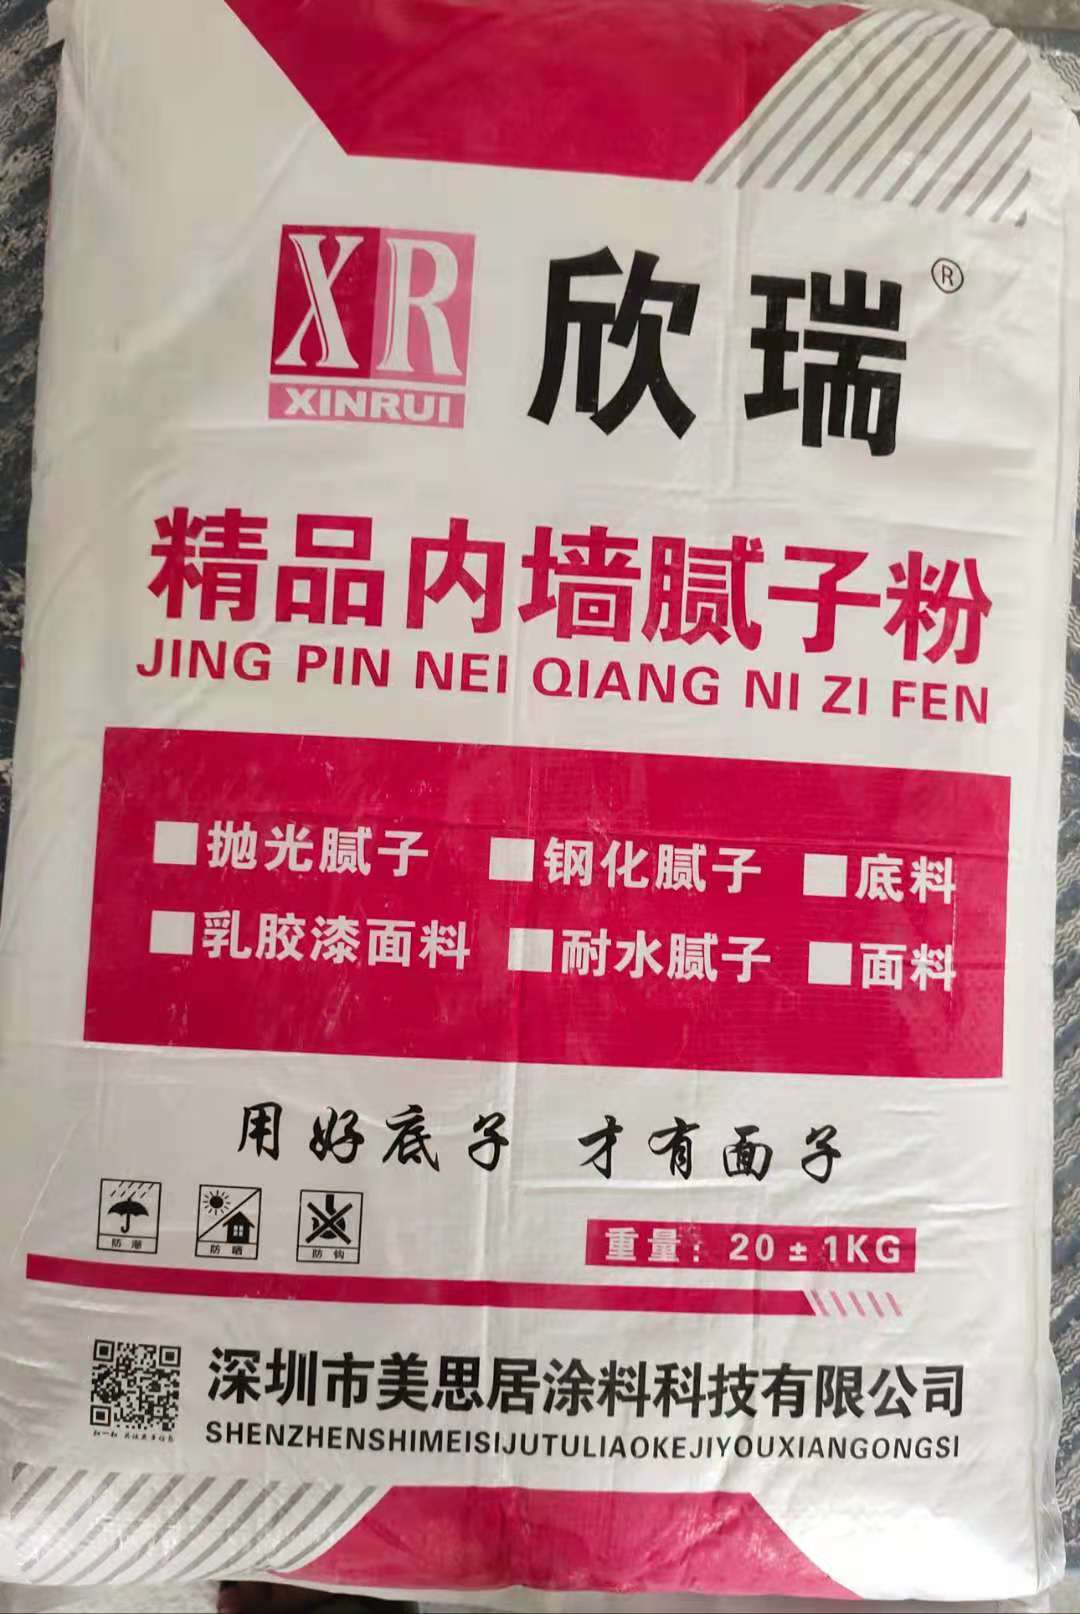 XR
XINRUI
欣瑞®
精品内墙腻子粉
JING PIN NEI QIANG NI ZI FEN
抛光腻子 钢化腻子 底料
乳胶漆面料 耐水腻子 面料
用好底子 才有面子
防潮 防晒 防钩
重量：20±1KG
深圳市美思居涂料科技有限公司
SHENZHENSHIMEISIJUTULIAOKEJIYOUXIANGONGSI